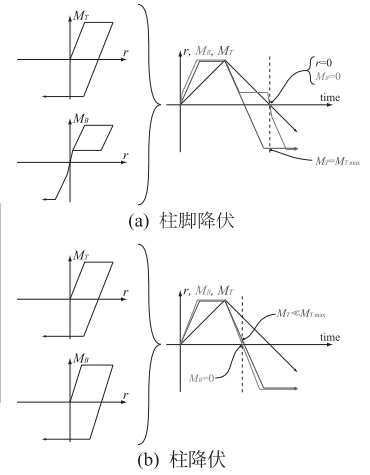 M_T
r
M_B
r
r, M_B, M_T
r=0
M_B=0
time
M_T=M_T max
(a) 柱脚降伏
M_T
r
M_B
r
r, M_B, M_T
M_T≪M_T max
time
M_B=0
(b) 柱降伏